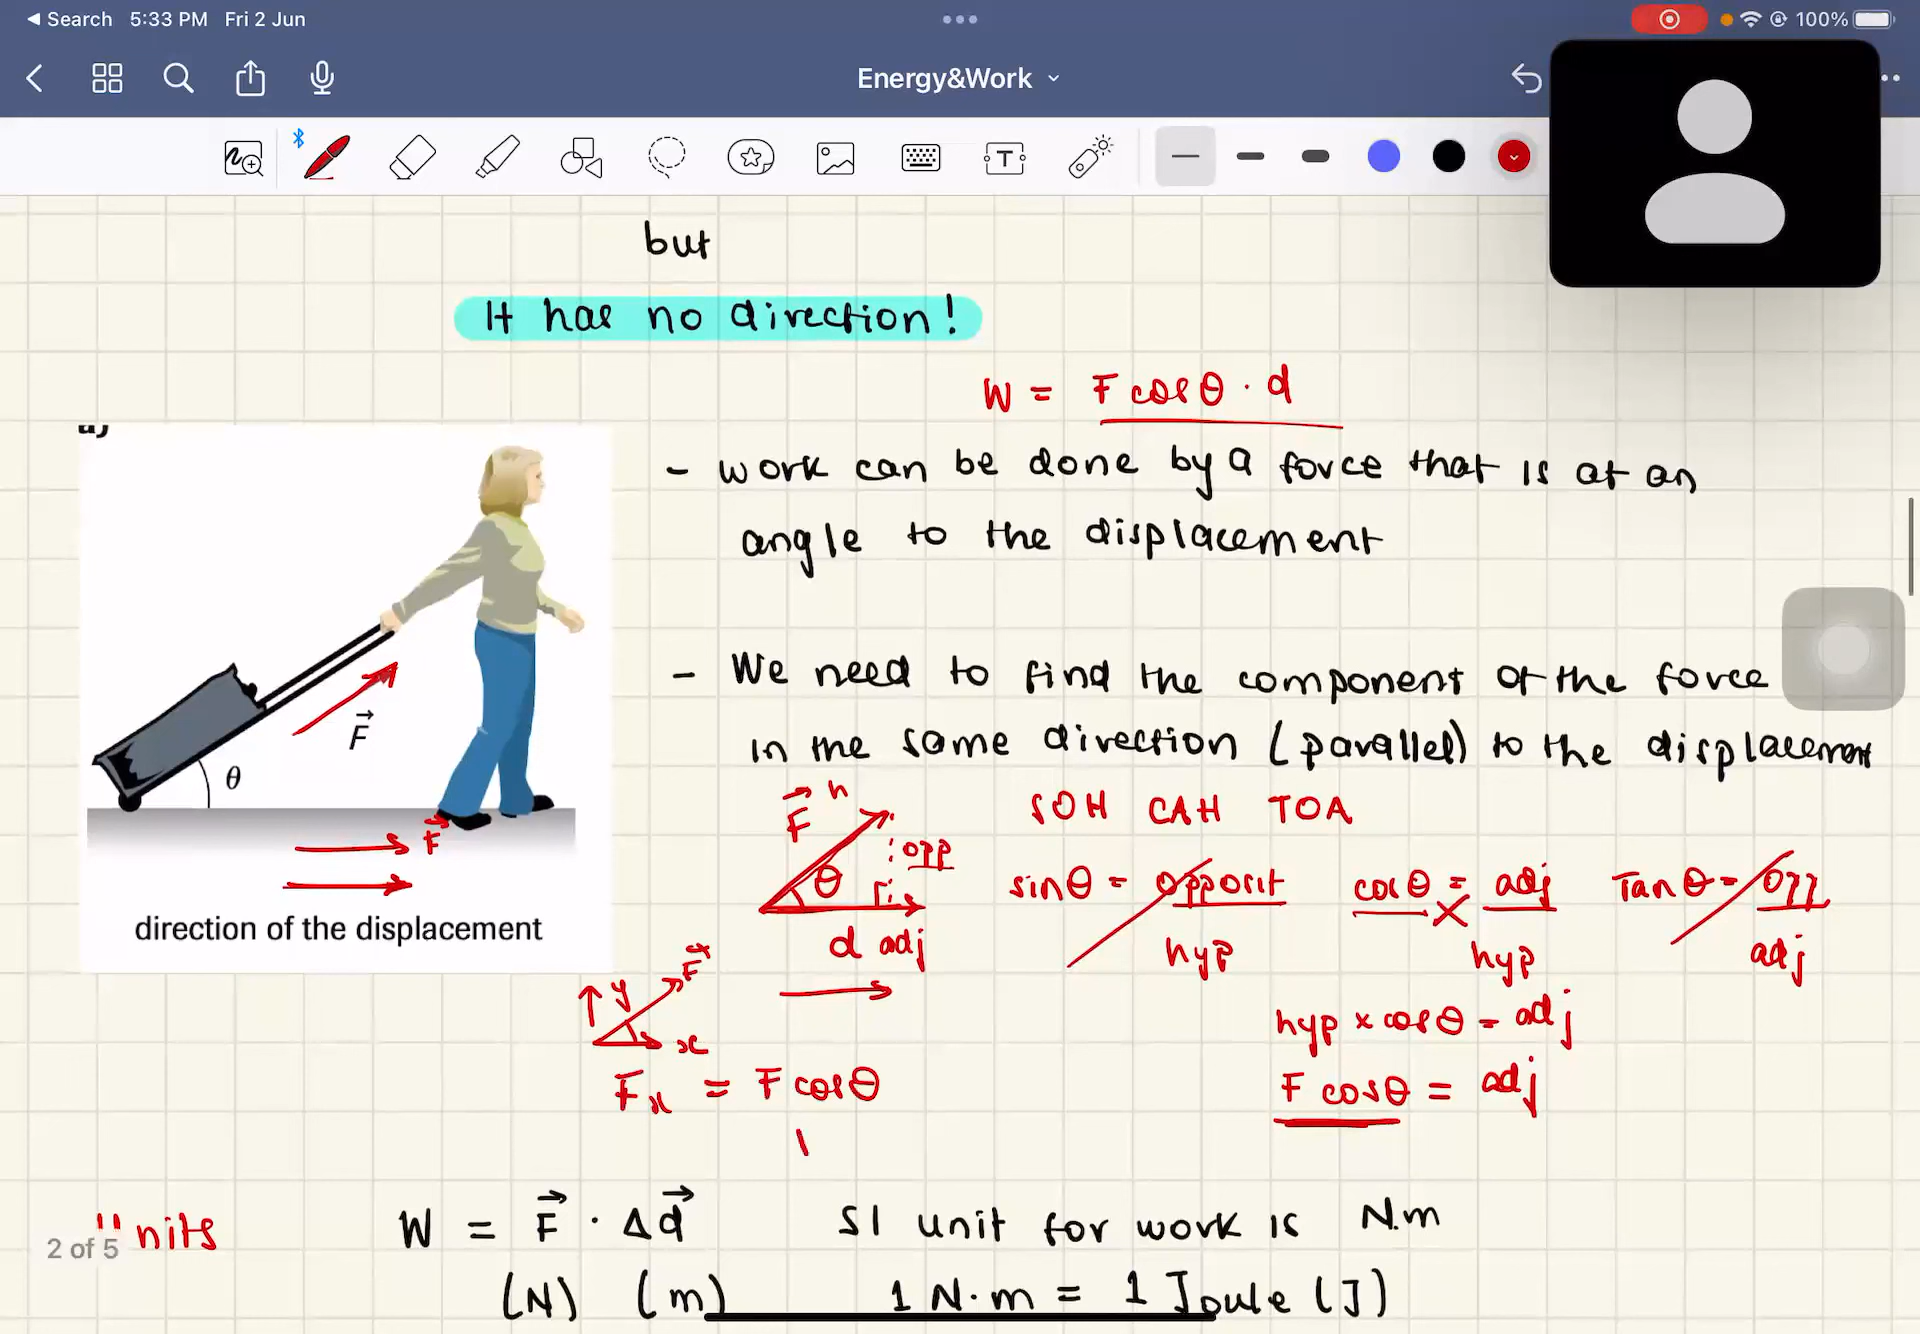 Search 5:33 PM Fri 2 Jun
100%
Energy&Work
but
It has no direction!
W = F cosθ · d
- work can be done by a force that is at an
angle to the displacement
F
θ
F
direction of the displacement
- We need to find the component of the force
in the same direction (parallel) to the displacement
F h
opp
θ
d adj
SOH CAH TOA
sinθ = opposit
hyp
cosθ = adj
hyp
Tanθ = opp
adj
hyp x cosθ = adj
F cosθ = adj
y F
x
Fx = F cosθ
Units
2 of 5
W = F · Δd
(N) (m)
SI unit for work is N.m
1 N.m = 1 Joule (J)